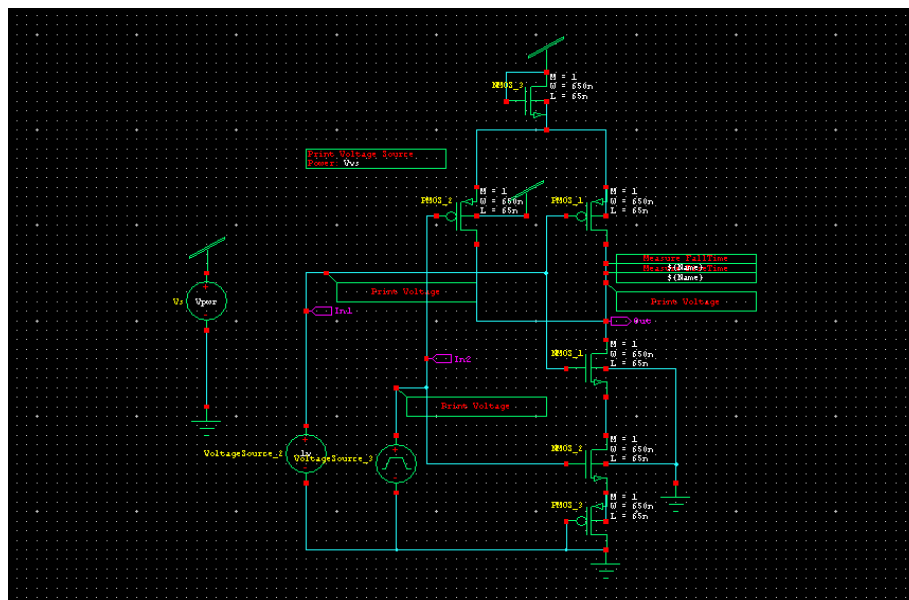 M = 1
NMOS_3
W = 650n
L = 65n
Print Voltage Source
Power: Vvs
PMOS_2
M = 1
W = 650n
L = 65n
PMOS_1
M = 1
W = 650n
L = 65n
Measure FallTime
${Name}
${Name}
Vs
Vpwr
Print Voltage
Print Voltage
In1
Out
NMOS_1
M = 1
W = 650n
L = 65n
In2
Print Voltage
VoltageSource_2
VoltageSource_3
NMOS_2
M = 1
W = 650n
L = 65n
PMOS_3
M = 1
W = 650n
L = 65n